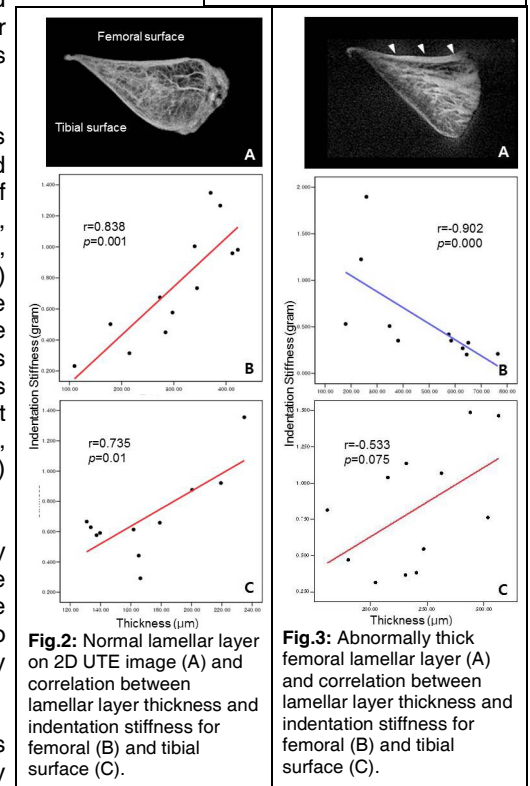 Femoral surface
Tibial surface
A
1.400
1.200
1.000
0.800
0.600
0.400
0.200
r=0.838
p=0.001
B
100.00 200.00 300.00 400.00
Indentation Stiffness (gram)
1.400
1.200
1.000
0.800
0.600
0.400
0.200
r=0.735
p=0.01
C
120.00 140.00 160.00 180.00 200.00 220.00 240.00
Thickness (µm)
Fig.2: Normal lamellar layer
on 2D UTE image (A) and
correlation between
lamellar layer thickness and
indentation stiffness for
femoral (B) and tibial
surface (C).
A
2.000
1.500
1.000
0.500
0.000
r=-0.902
p=0.000
B
100.00 200.00 300.00 400.00 500.00 600.00 700.00 800.00
Indentation Stiffness (gram)
1.500
1.250
1.000
0.750
0.500
0.250
r=-0.533
p=0.075
C
200.00 250.00 300.00
Thickness (µm)
Fig.3: Abnormally thick
femoral lamellar layer (A)
and correlation between
lamellar layer thickness and
indentation stiffness for
femoral (B) and tibial
surface (C).